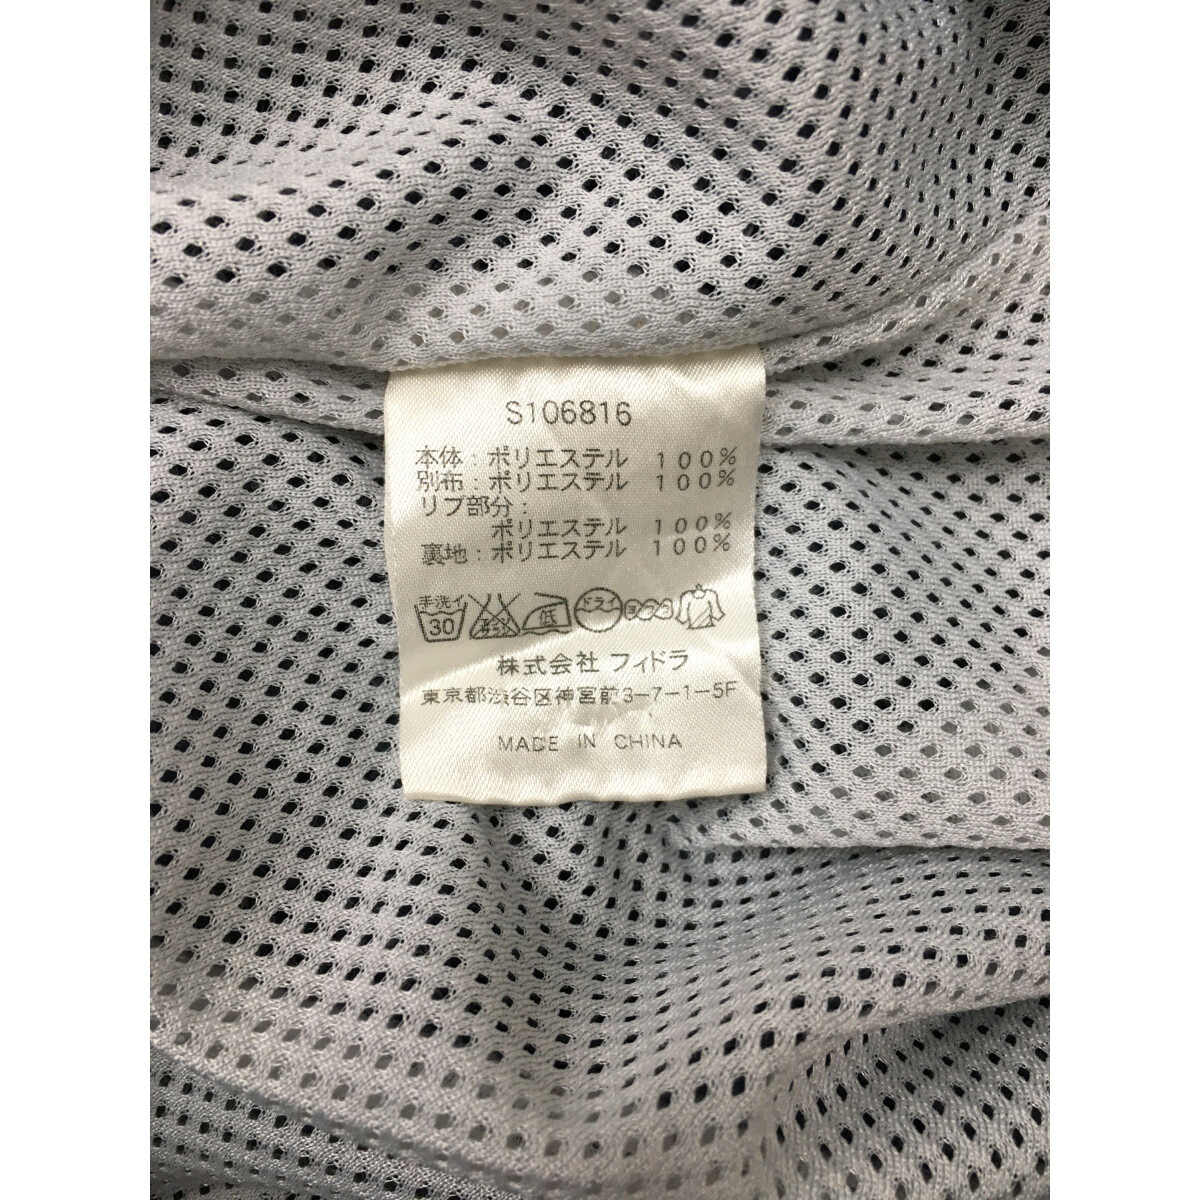 S106816
本体：ポリエステル 100%
別布：ポリエステル 100%
リブ部分：
ポリエステル 100%
裏地：ポリエステル 100%
手洗イ 30 低 ドライ
株式会社 フィドラ
東京都渋谷区神宮前3-7-1-5F
MADE IN CHINA